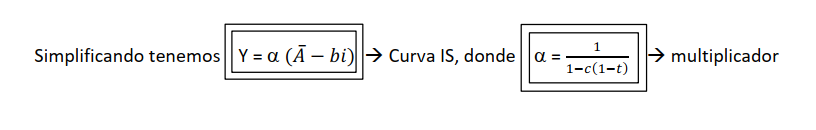 Simplificando tenemos Y = α (Ā − bi) → Curva IS, donde α = 1/(1−c(1−t)) → multiplicador